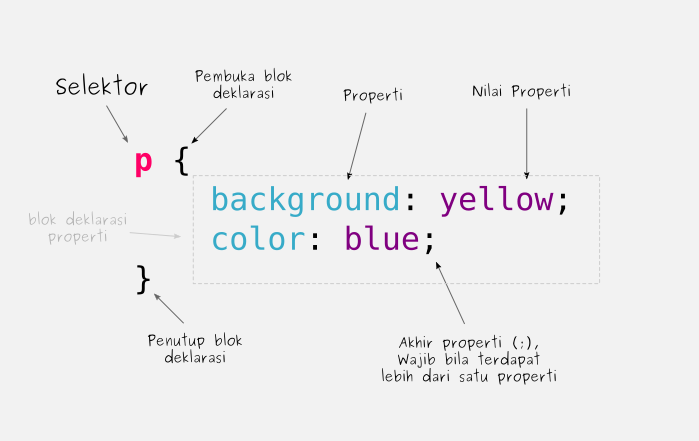 Selektor
Pembuka blok
deklarasi
Properti
Nilai Properti
p {
background: yellow;
color: blue;
blok deklarasi
properti
}
Penutup blok
deklarasi
Akhir properti (;),
Wajib bila terdapat
lebih dari satu properti